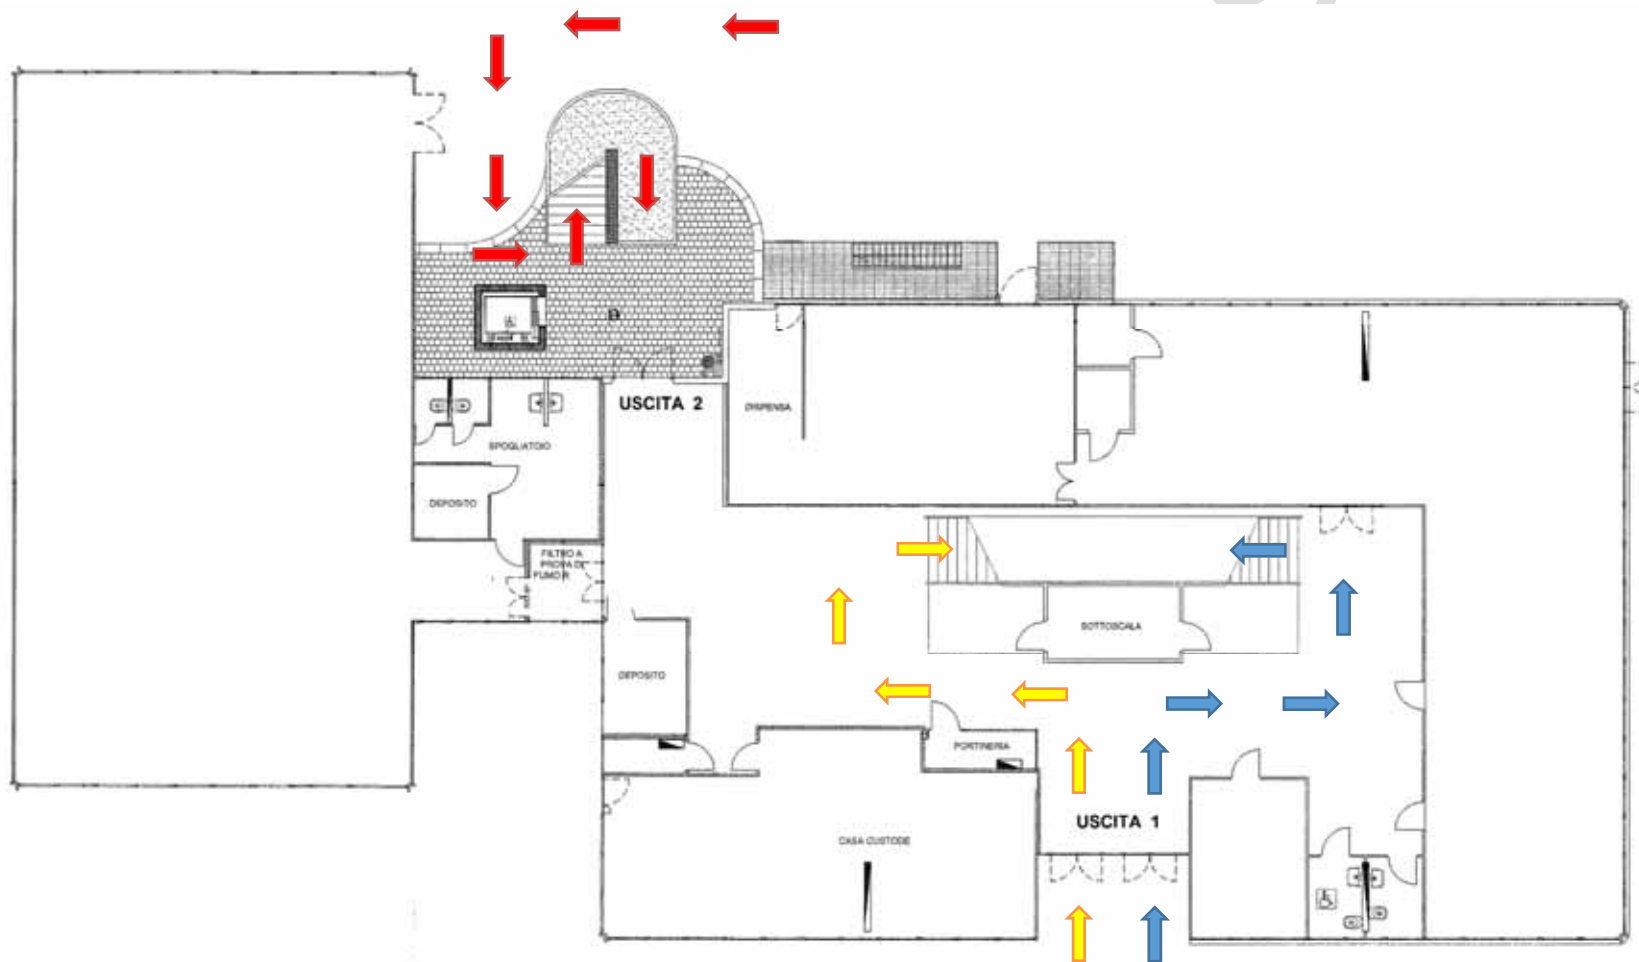 USCITA 2
DISPENSA
SPOGLIATOIO
DEPOSITO
FILTRO A
PROVA DI
FUMO
SOTTOSCALA
DEPOSITO
PORTINERIA
USCITA 1
CASA CUSTODE